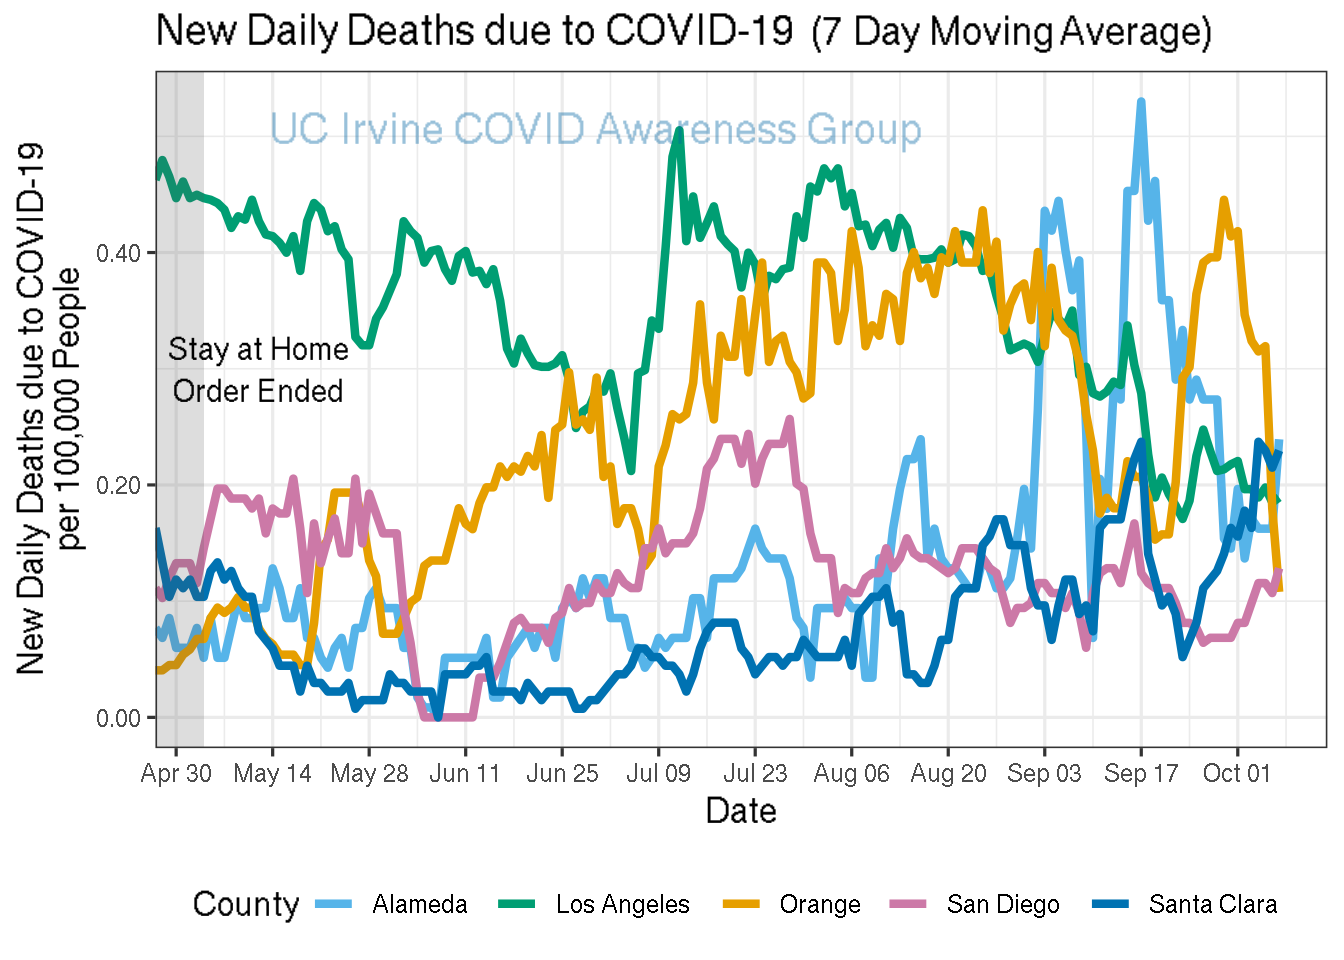 New Daily Deaths due to COVID-19 (7 Day Moving Average)
UC Irvine COVID Awareness Group
New Daily Deaths due to COVID-19
per 100,000 People
0.40
0.20
0.00
Stay at Home
Order Ended
Apr 30 May 14 May 28 Jun 11 Jun 25 Jul 09 Jul 23 Aug 06 Aug 20 Sep 03 Sep 17 Oct 01
Date
County Alameda Los Angeles Orange San Diego Santa Clara